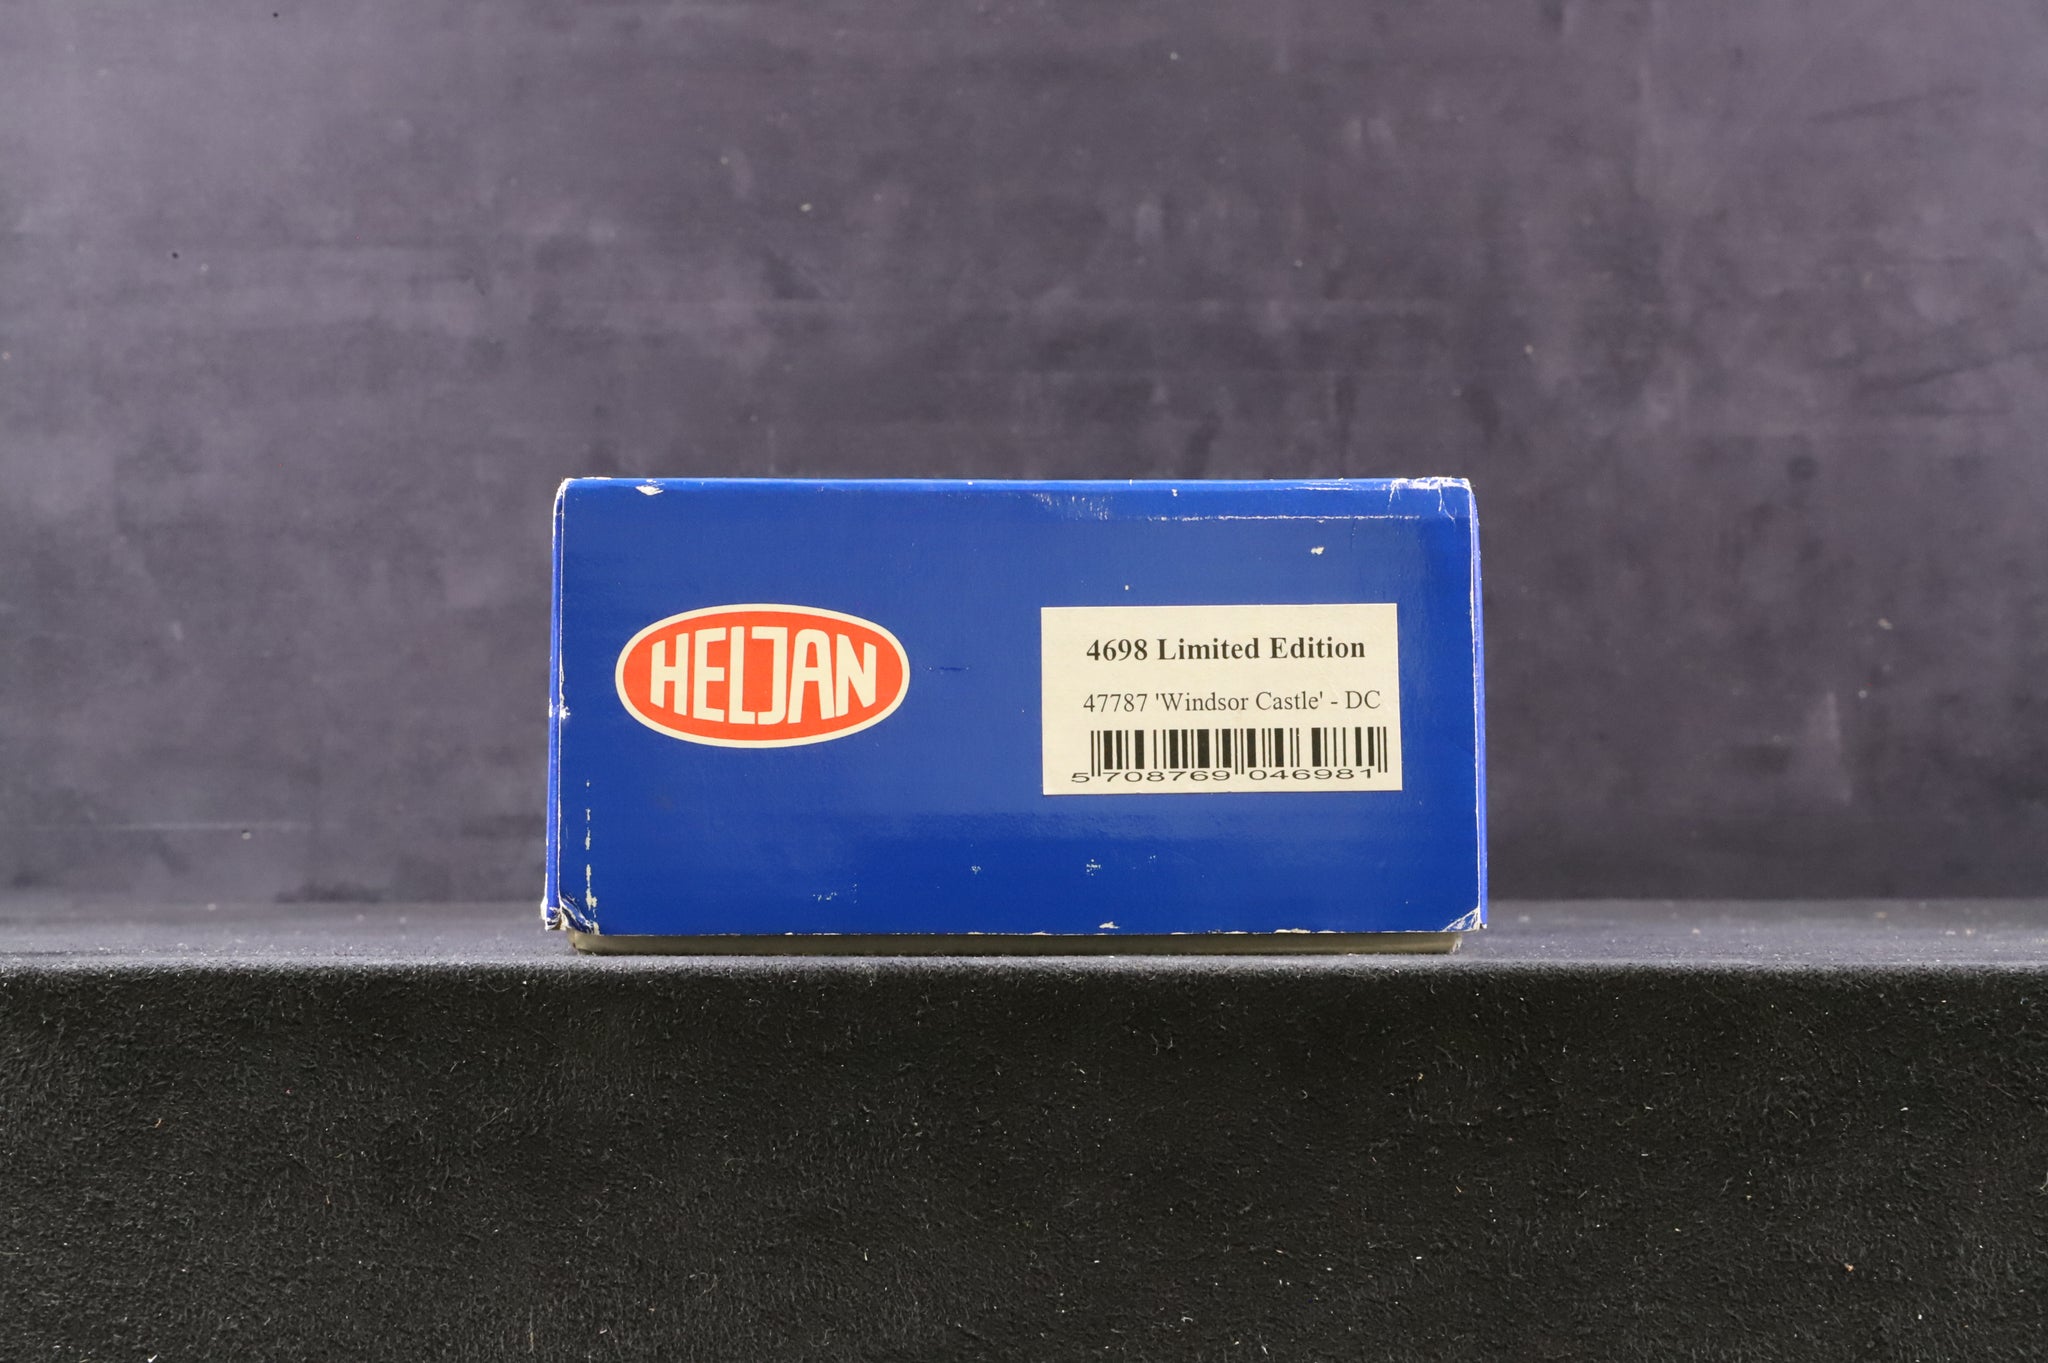 HELJAN
4698 Limited Edition
47787 'Windsor Castle' - DC
5 708769 046981